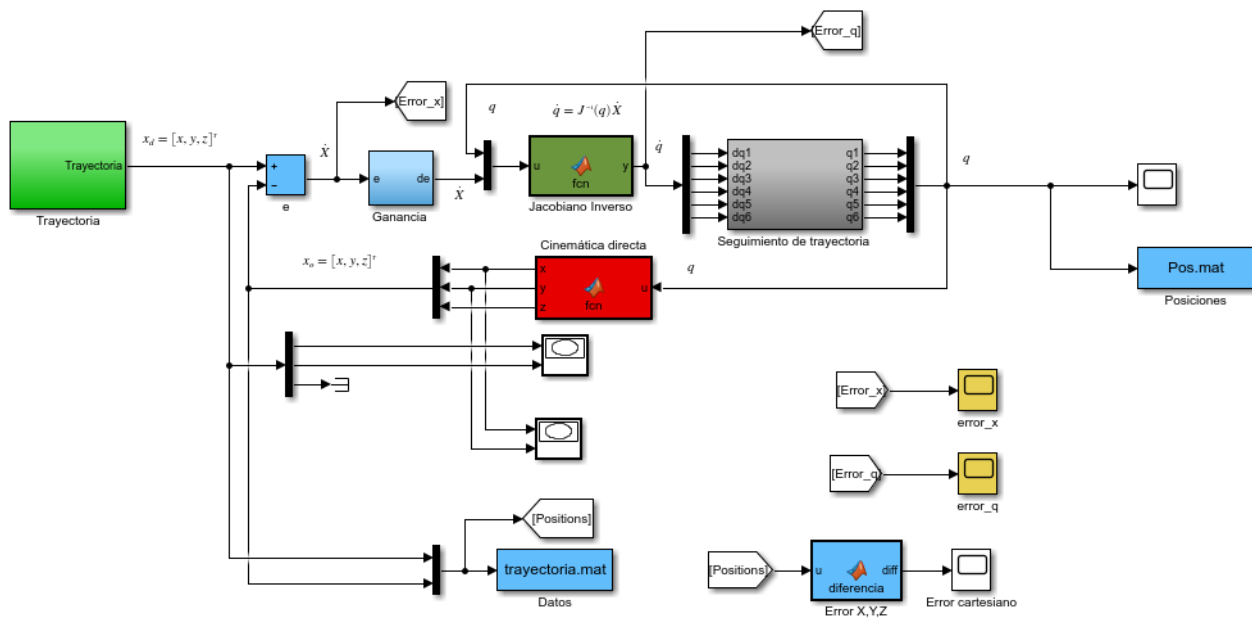 [Error_q]
[Error_x]
q
q̇ = J⁻¹(q)Ẋ
x_d = [x, y, z]ᵀ
Trayectoria
Trayectoria
+
−
e
Ẋ
e
de
Ganancia
Ẋ
u
fcn
y
Jacobiano Inverso
q̇
dq1
dq2
dq3
dq4
dq5
dq6
q1
q2
q3
q4
q5
q6
Seguimiento de trayectoria
q
Pos.mat
Posiciones
Cinemática directa
x
y
z
fcn
u
q
x_o = [x, y, z]ᵀ
[Error_x]
error_x
[Error_q]
error_q
[Positions]
trayectoria.mat
Datos
[Positions]
u
diff
diferencia
Error X,Y,Z
Error cartesiano